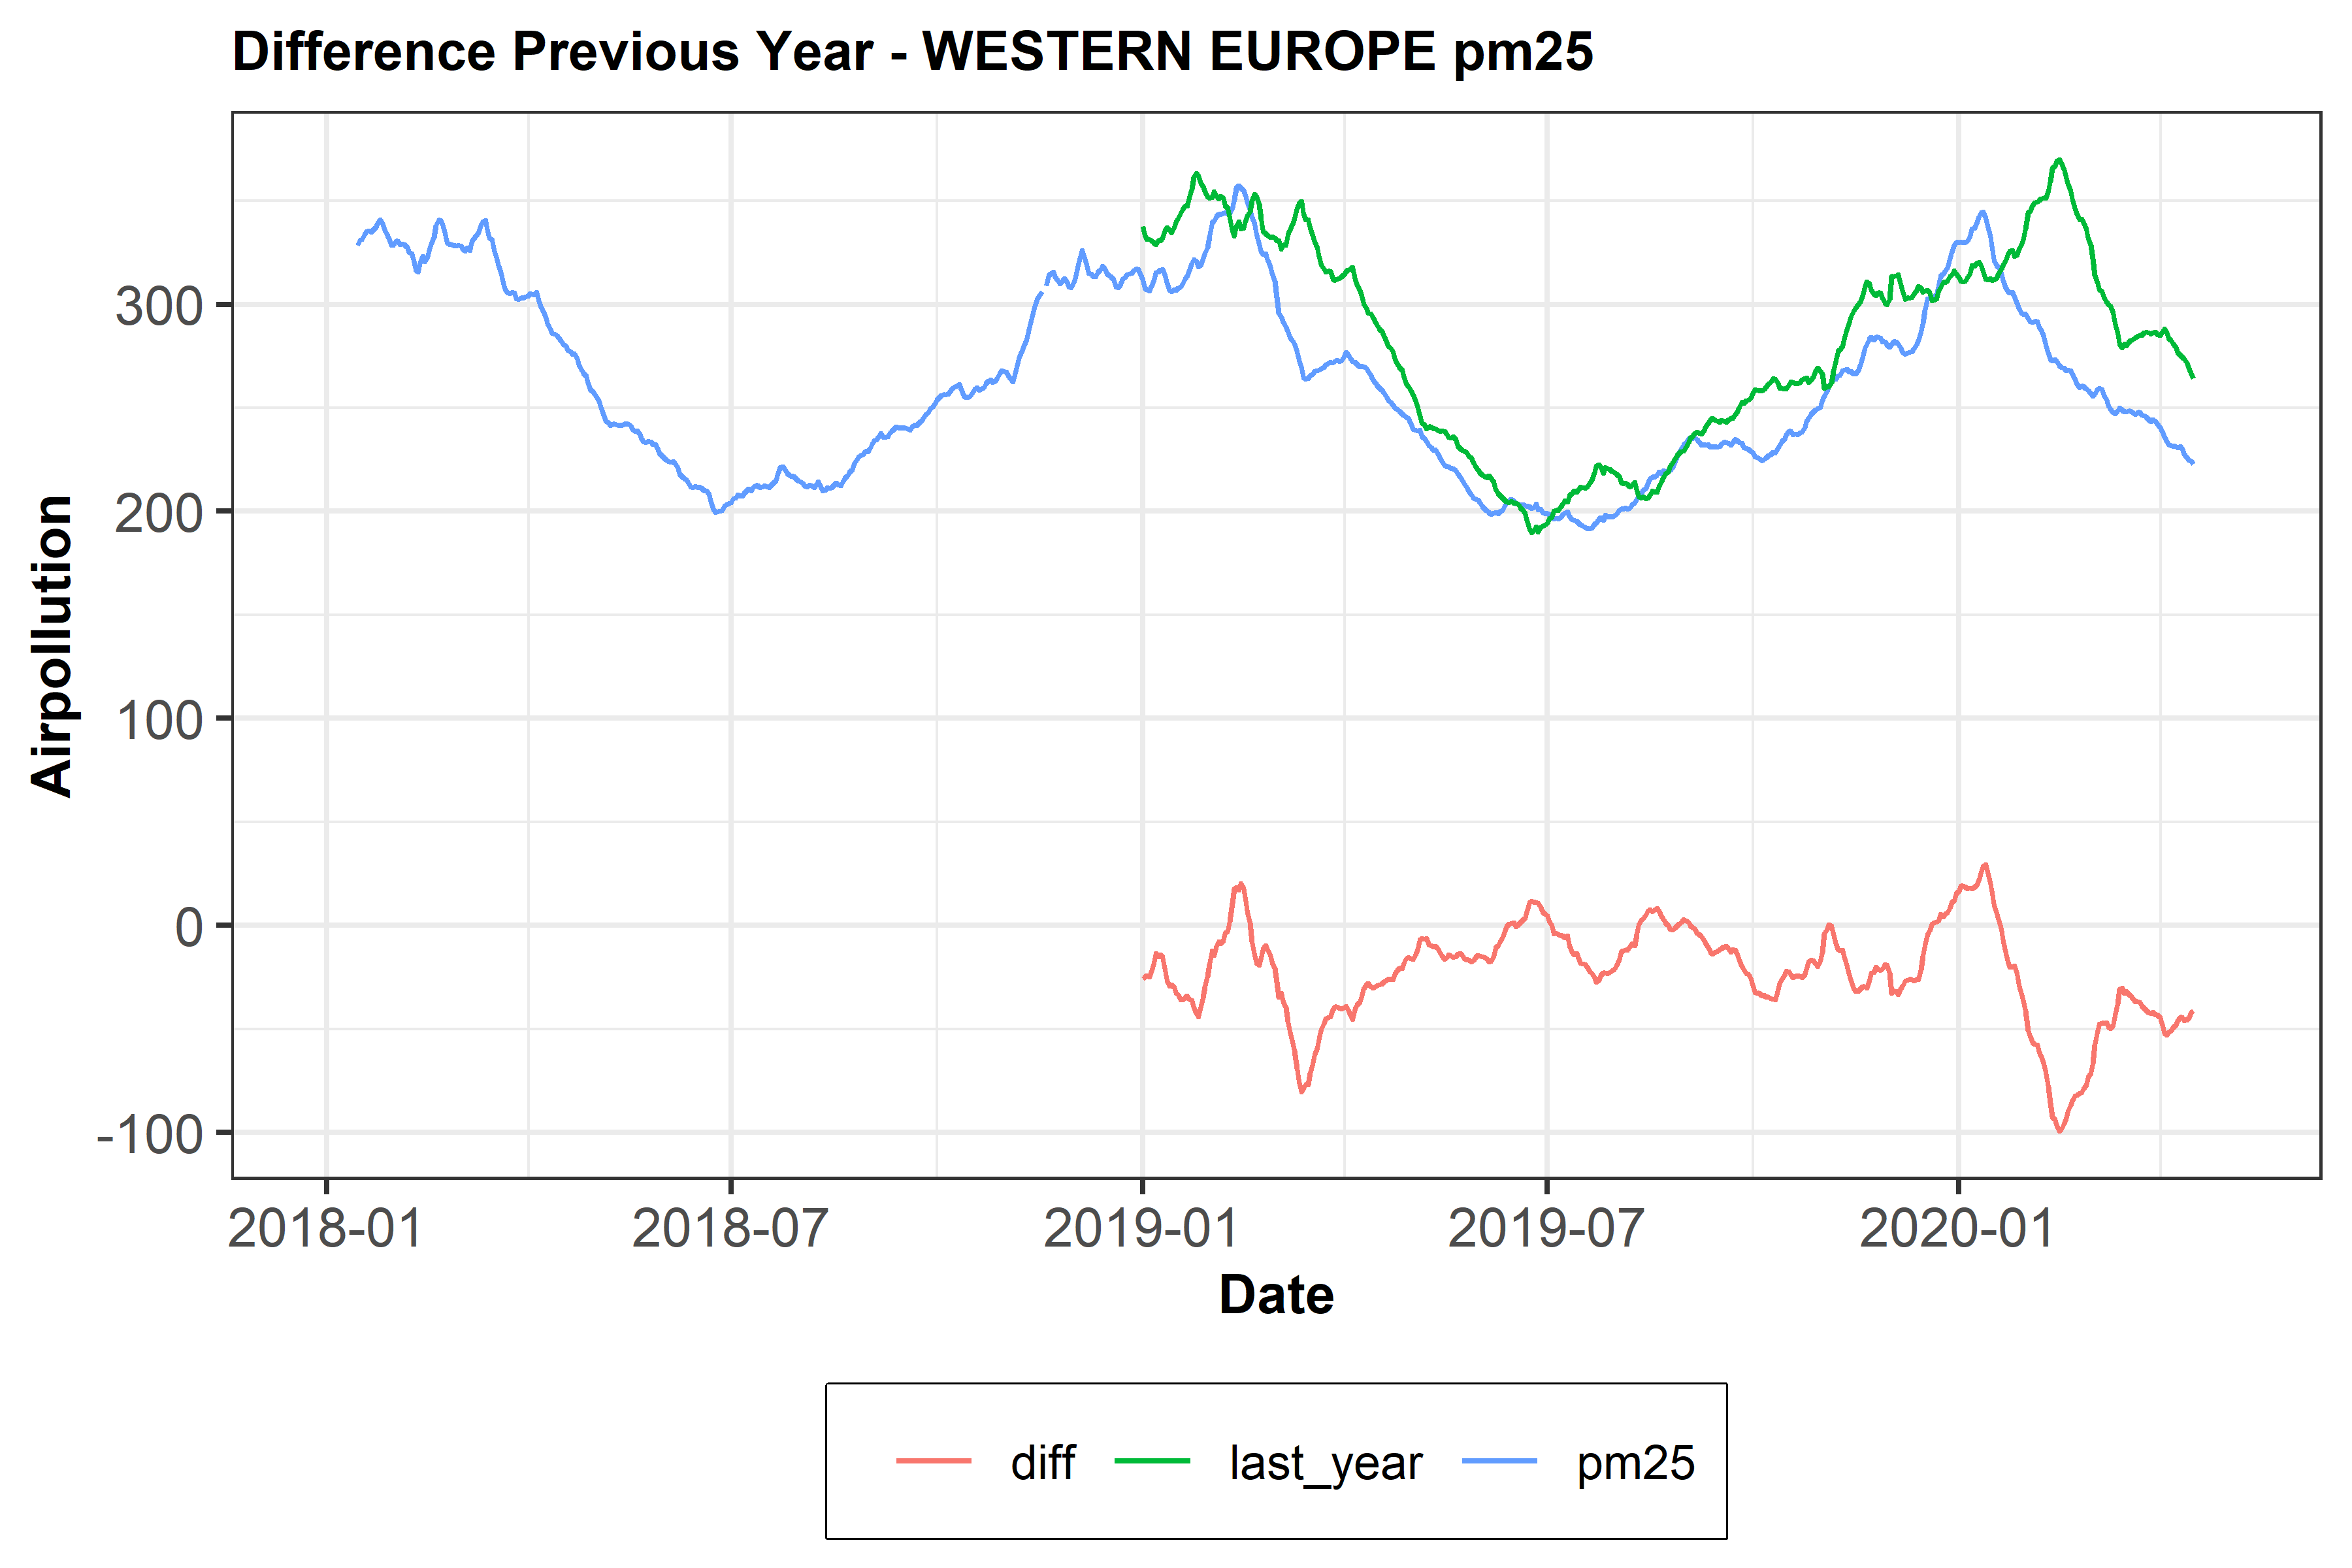 Difference Previous Year - WESTERN EUROPE pm25
Airpollution
300
200
100
0
-100
2018-01 2018-07 2019-01 2019-07 2020-01
Date
diff last_year pm25